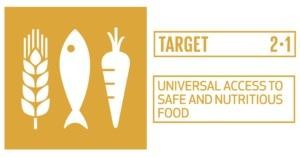 TARGET 2·1
UNIVERSAL ACCESS TO
SAFE AND NUTRITIOUS
FOOD